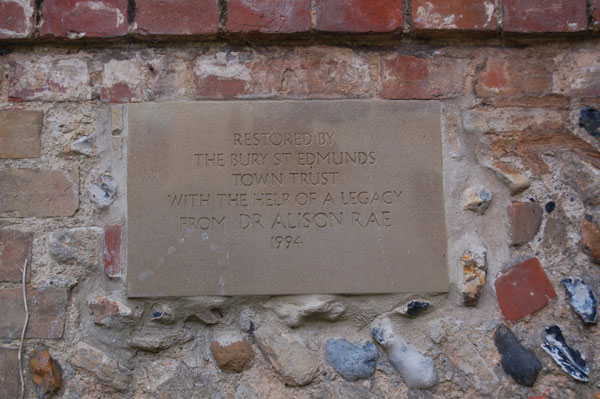 RESTORED BY
THE BURY ST EDMUNDS
TOWN TRUST
WITH THE HELP OF A LEGACY
FROM DR ALISON RAE
1994